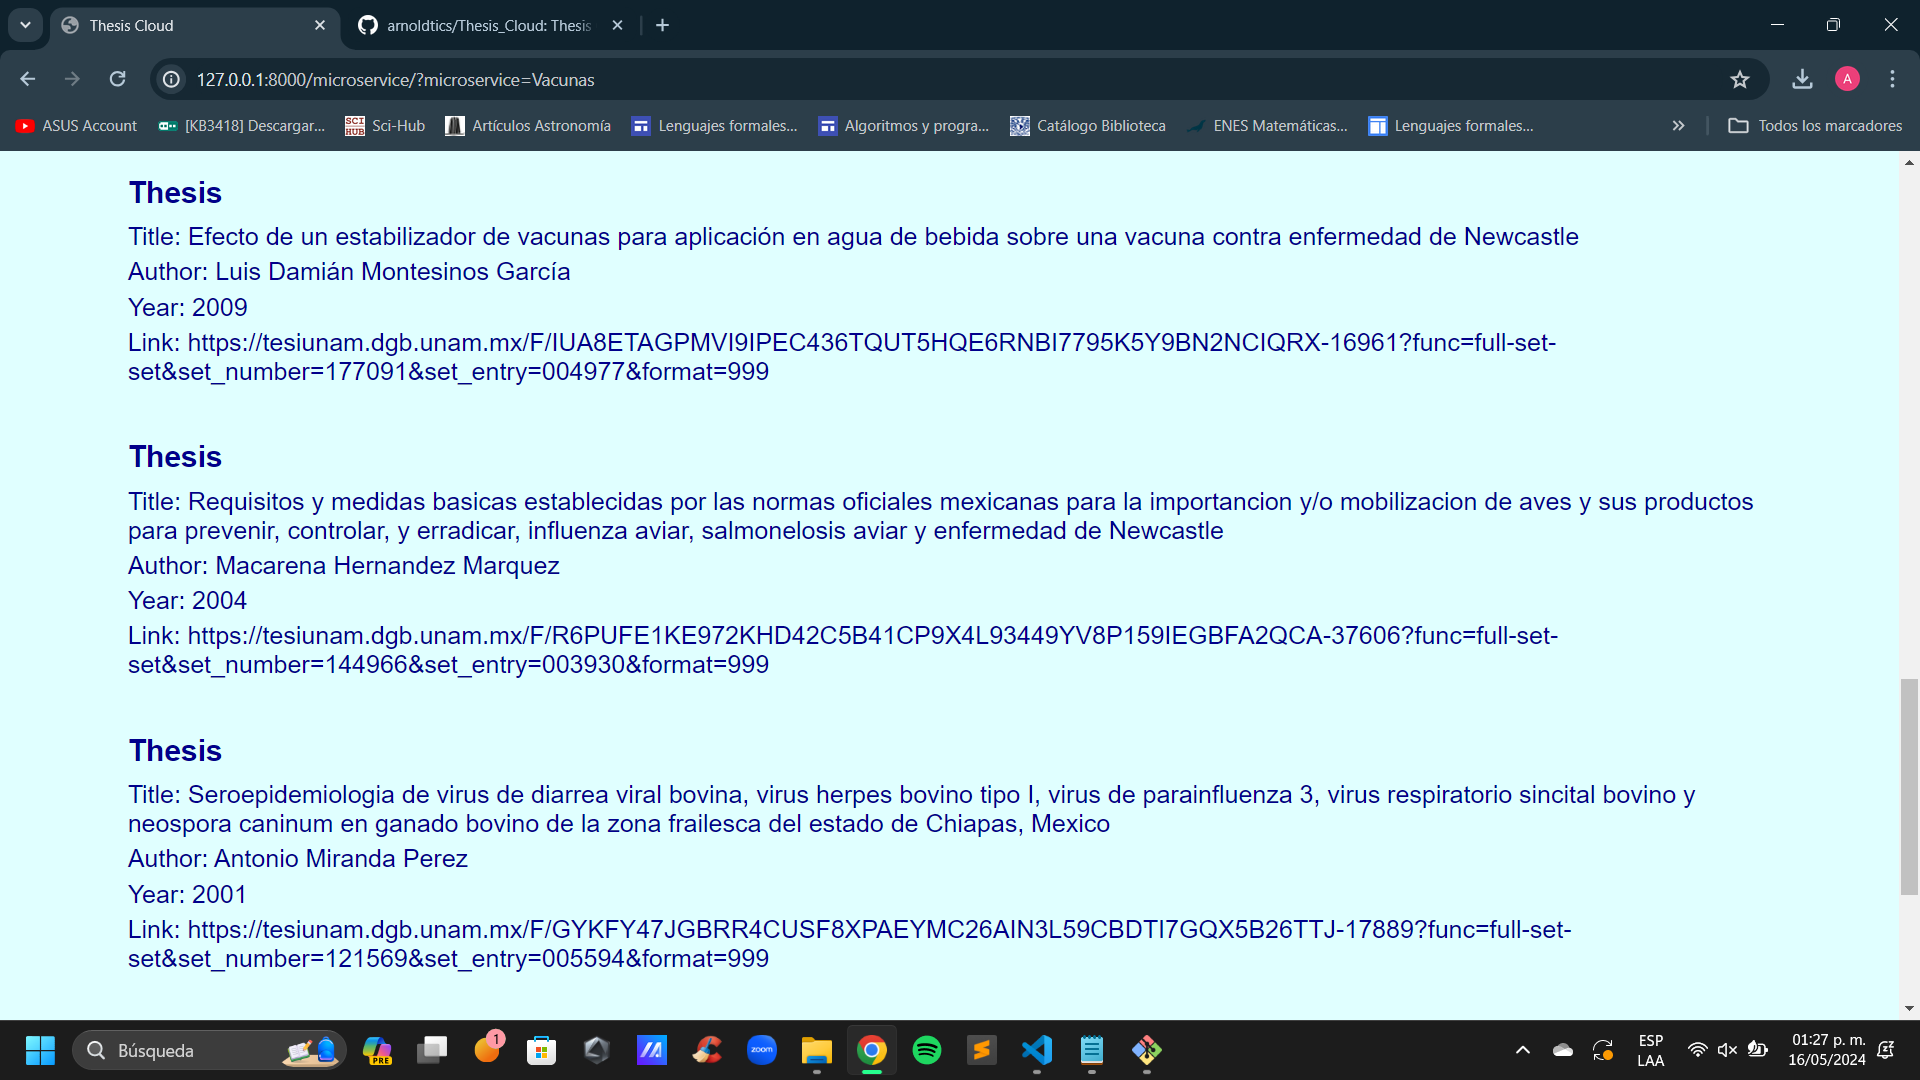 Thesis Cloud
arnoldtics/Thesis_Cloud: Thesis
127.0.0.1:8000/microservice/?microservice=Vacunas
A
ASUS Account
[KB3418] Descargar...
SCI HUB
Sci-Hub
Artículos Astronomía
Lenguajes formales...
Algoritmos y progra...
Catálogo Biblioteca
ENES Matemáticas...
Lenguajes formales...
Todos los marcadores
Thesis
Title: Efecto de un estabilizador de vacunas para aplicación en agua de bebida sobre una vacuna contra enfermedad de Newcastle
Author: Luis Damián Montesinos García
Year: 2009
Link: https://tesiunam.dgb.unam.mx/F/IUA8ETAGPMVI9IPEC436TQUT5HQE6RNBI7795K5Y9BN2NCIQRX-16961?func=full-set-
set&set_number=177091&set_entry=004977&format=999
Thesis
Title: Requisitos y medidas basicas establecidas por las normas oficiales mexicanas para la importancion y/o mobilizacion de aves y sus productos
para prevenir, controlar, y erradicar, influenza aviar, salmonelosis aviar y enfermedad de Newcastle
Author: Macarena Hernandez Marquez
Year: 2004
Link: https://tesiunam.dgb.unam.mx/F/R6PUFE1KE972KHD42C5B41CP9X4L93449YV8P159IEGBFA2QCA-37606?func=full-set-
set&set_number=144966&set_entry=003930&format=999
Thesis
Title: Seroepidemiologia de virus de diarrea viral bovina, virus herpes bovino tipo I, virus de parainfluenza 3, virus respiratorio sincital bovino y
neospora caninum en ganado bovino de la zona frailesca del estado de Chiapas, Mexico
Author: Antonio Miranda Perez
Year: 2001
Link: https://tesiunam.dgb.unam.mx/F/GYKFY47JGBRR4CUSF8XPAEYMC26AIN3L59CBDTI7GQX5B26TTJ-17889?func=full-set-
set&set_number=121569&set_entry=005594&format=999
Búsqueda
PRE
1
zoom
ESP
LAA
01:27 p. m.
16/05/2024